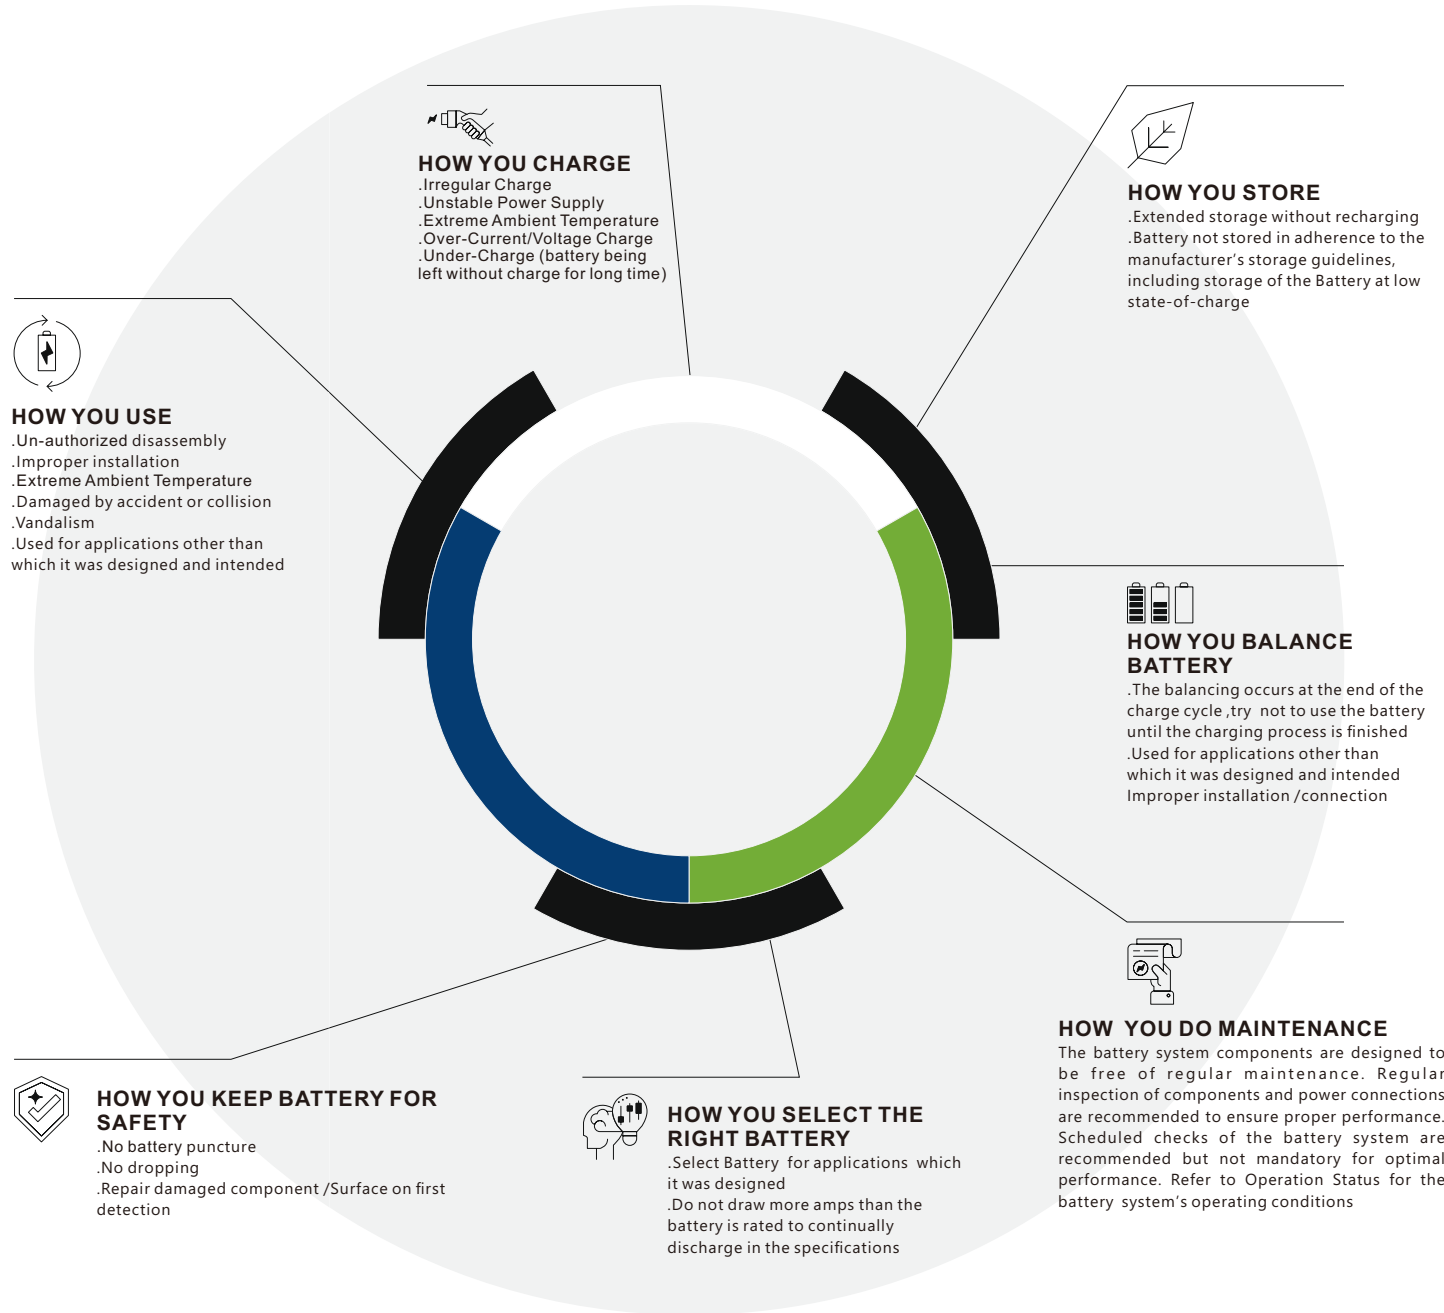 HOW YOU CHARGE
.Irregular Charge
.Unstable Power Supply
.Extreme Ambient Temperature
.Over-Current/Voltage Charge
.Under-Charge (battery being
left without charge for long time)
HOW YOU STORE
.Extended storage without recharging
.Battery not stored in adherence to the
manufacturer's storage guidelines,
including storage of the Battery at low
state-of-charge
HOW YOU USE
.Un-authorized disassembly
.Improper installation
.Extreme Ambient Temperature
.Damaged by accident or collision
.Vandalism
.Used for applications other than
which it was designed and intended
HOW YOU BALANCE
BATTERY
.The balancing occurs at the end of the
charge cycle ,try not to use the battery
until the charging process is finished
.Used for applications other than
which it was designed and intended
Improper installation /connection
HOW YOU DO MAINTENANCE
The battery system components are designed to
be free of regular maintenance. Regular
inspection of components and power connections
are recommended to ensure proper performance.
Scheduled checks of the battery system are
recommended but not mandatory for optimal
performance. Refer to Operation Status for the
battery system's operating conditions
HOW YOU KEEP BATTERY FOR
SAFETY
.No battery puncture
.No dropping
.Repair damaged component /Surface on first
detection
HOW YOU SELECT THE
RIGHT BATTERY
.Select Battery for applications which
it was designed
.Do not draw more amps than the
battery is rated to continually
discharge in the specifications